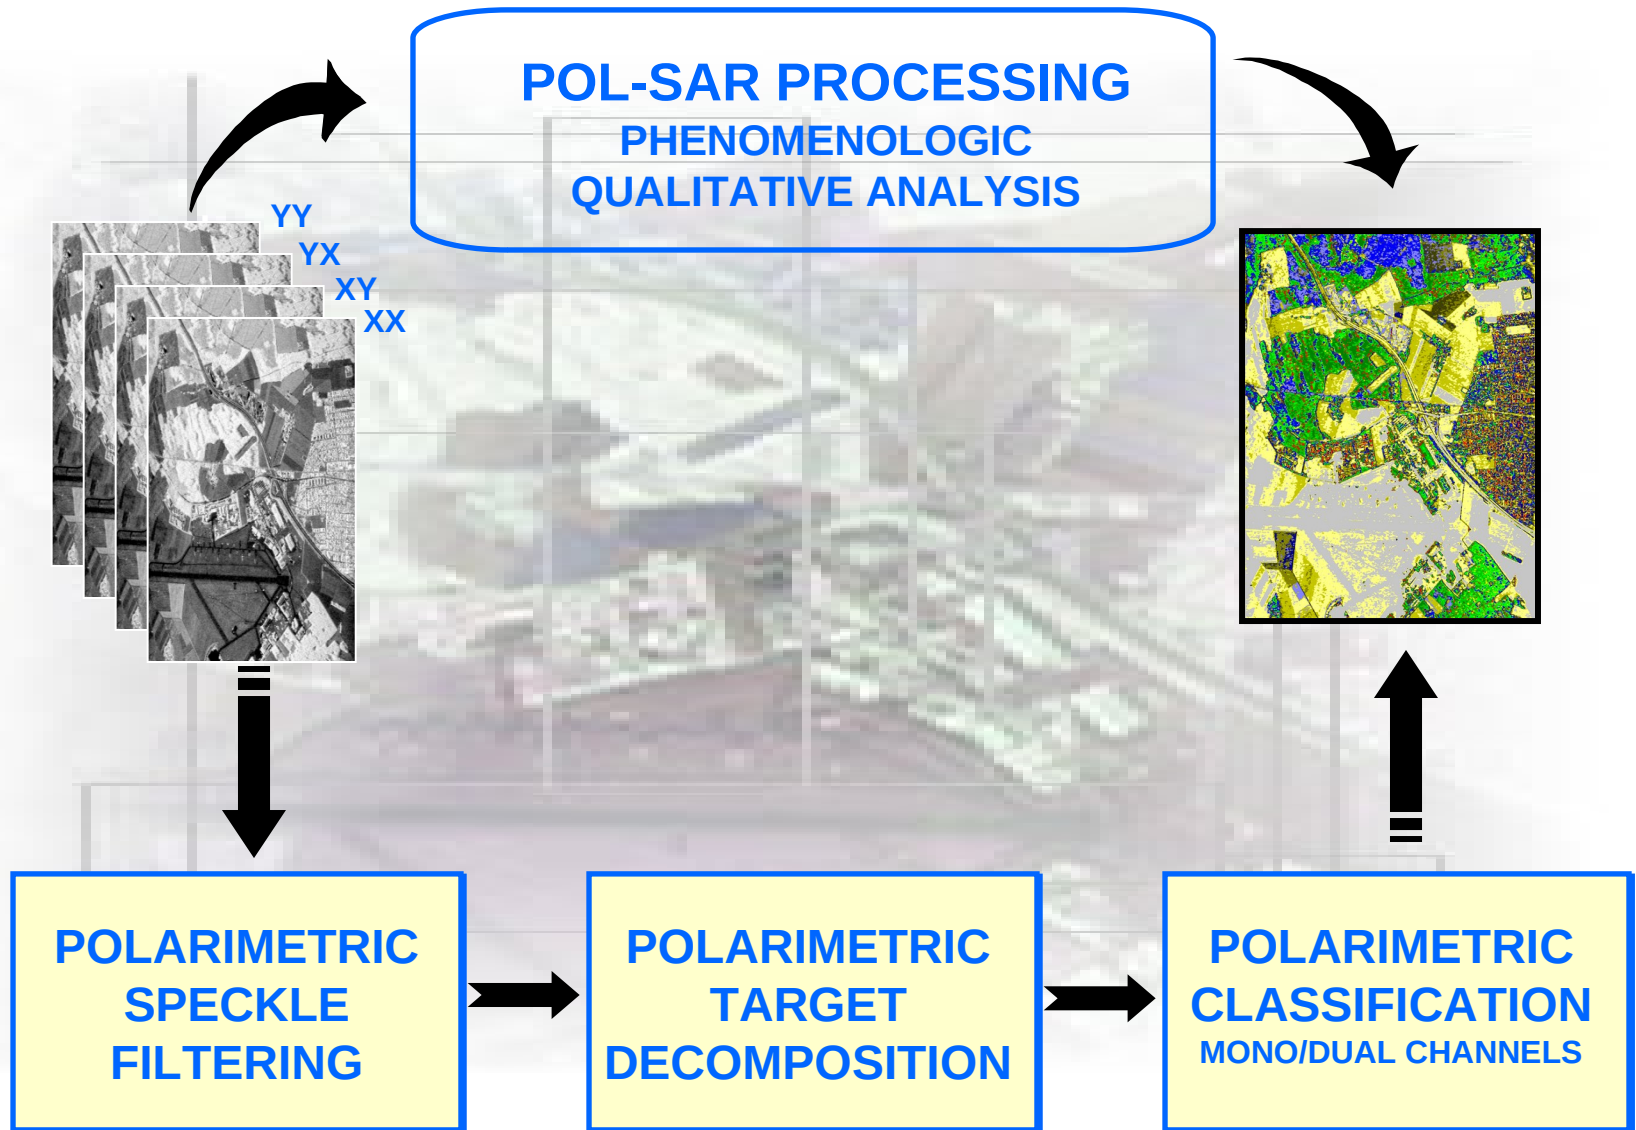 POL-SAR PROCESSING
PHENOMENOLOGIC
QUALITATIVE ANALYSIS
YY
YX
XY
XX
POLARIMETRIC
SPECKLE
FILTERING
POLARIMETRIC
TARGET
DECOMPOSITION
POLARIMETRIC
CLASSIFICATION
MONO/DUAL CHANNELS